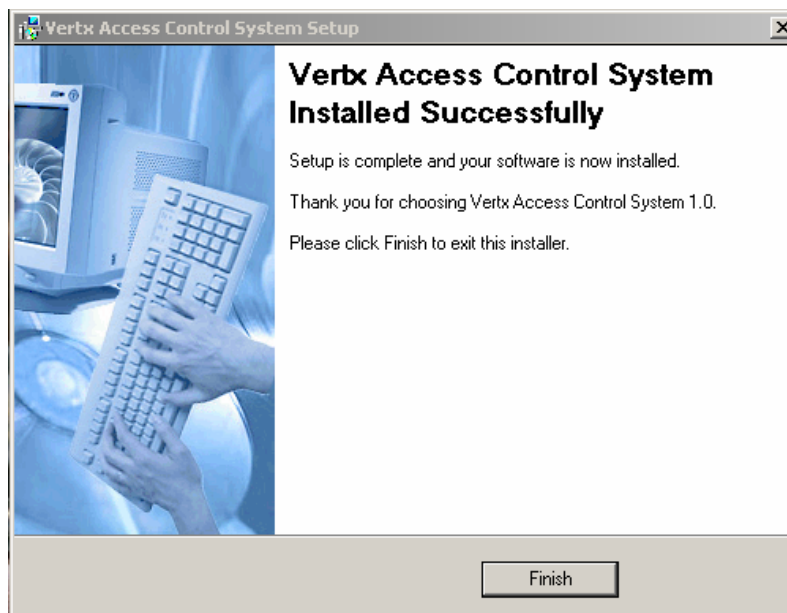 Vertx Access Control System Setup
Vertx Access Control System
Installed Successfully
Setup is complete and your software is now installed.
Thank you for choosing Vertx Access Control System 1.0.
Please click Finish to exit this installer.
Finish